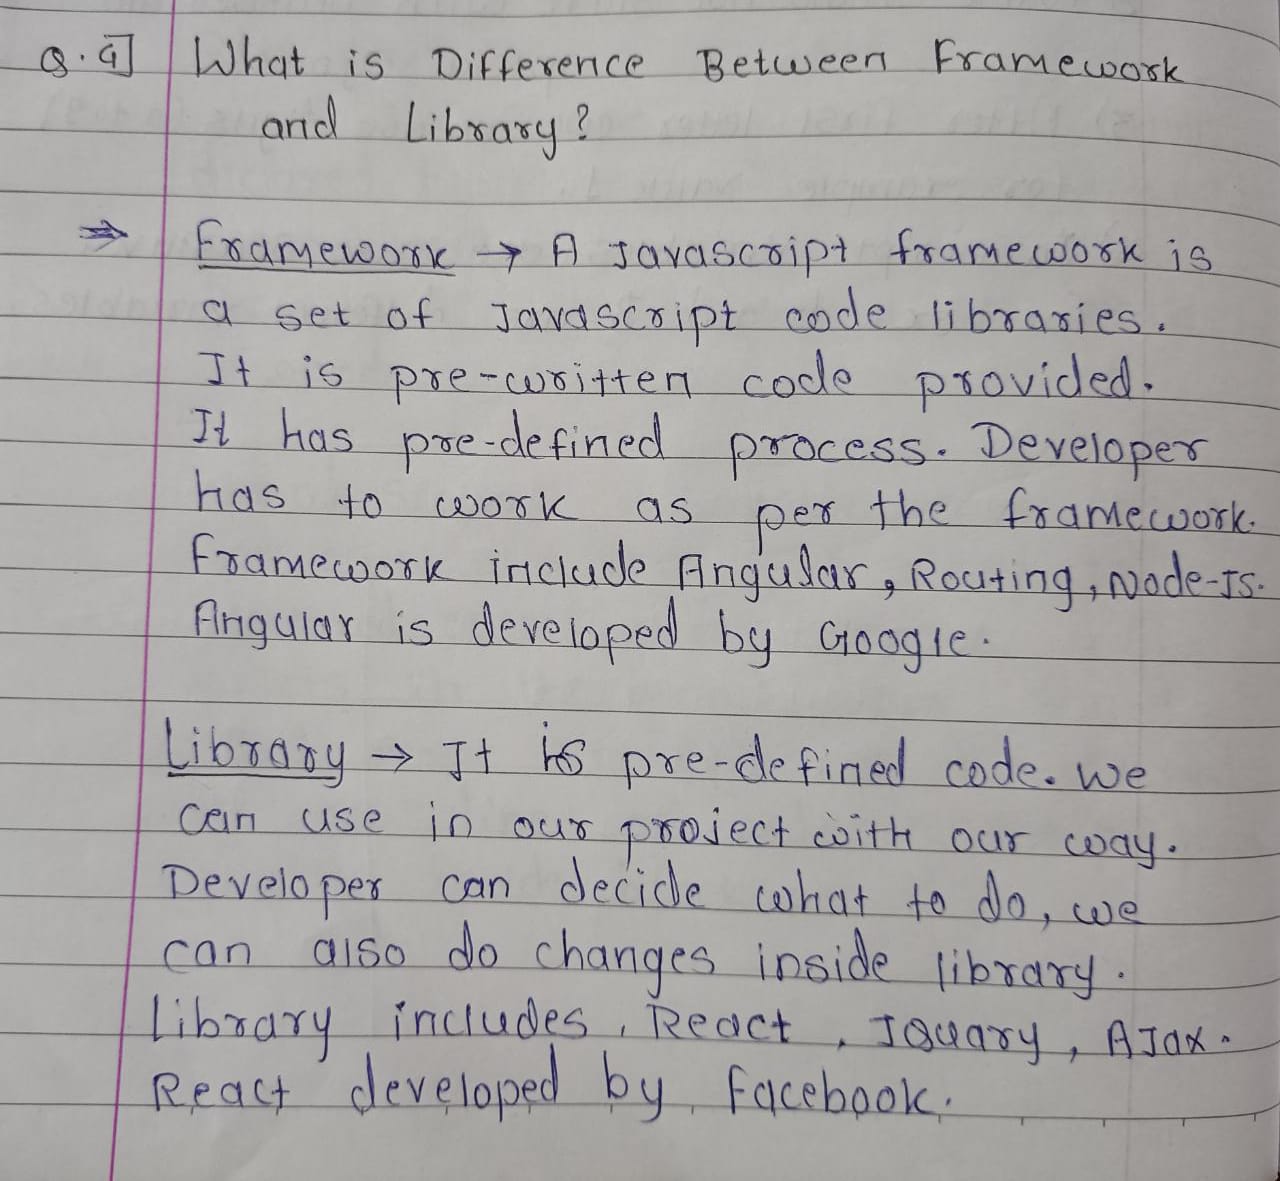 Q.4] What is Difference Between Framework
and Library?
⇒ Framework → A Javascript framework is
a set of Javascript code libraries.
It is pre-written code provided.
It has pre-defined process. Developer
has to work as per the framework.
Framework include Angular, Routing, Node-Js.
Angular is developed by Google.
Library → It is pre-defined code. We
can use in our project with our way.
Developer can decide what to do, we
can also do changes inside library.
Library includes, React, JQuary, AJax.
React developed by Facebook.